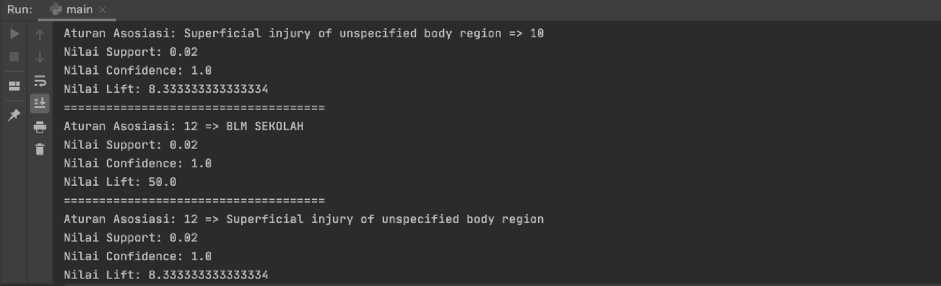 Run: main
Aturan Asosiasi: Superficial injury of unspecified body region => 10
Nilai Support: 0.02
Nilai Confidence: 1.0
Nilai Lift: 8.333333333333334
=====================================
Aturan Asosiasi: 12 => BLM SEKOLAH
Nilai Support: 0.02
Nilai Confidence: 1.0
Nilai Lift: 50.0
=====================================
Aturan Asosiasi: 12 => Superficial injury of unspecified body region
Nilai Support: 0.02
Nilai Confidence: 1.0
Nilai Lift: 8.333333333333334